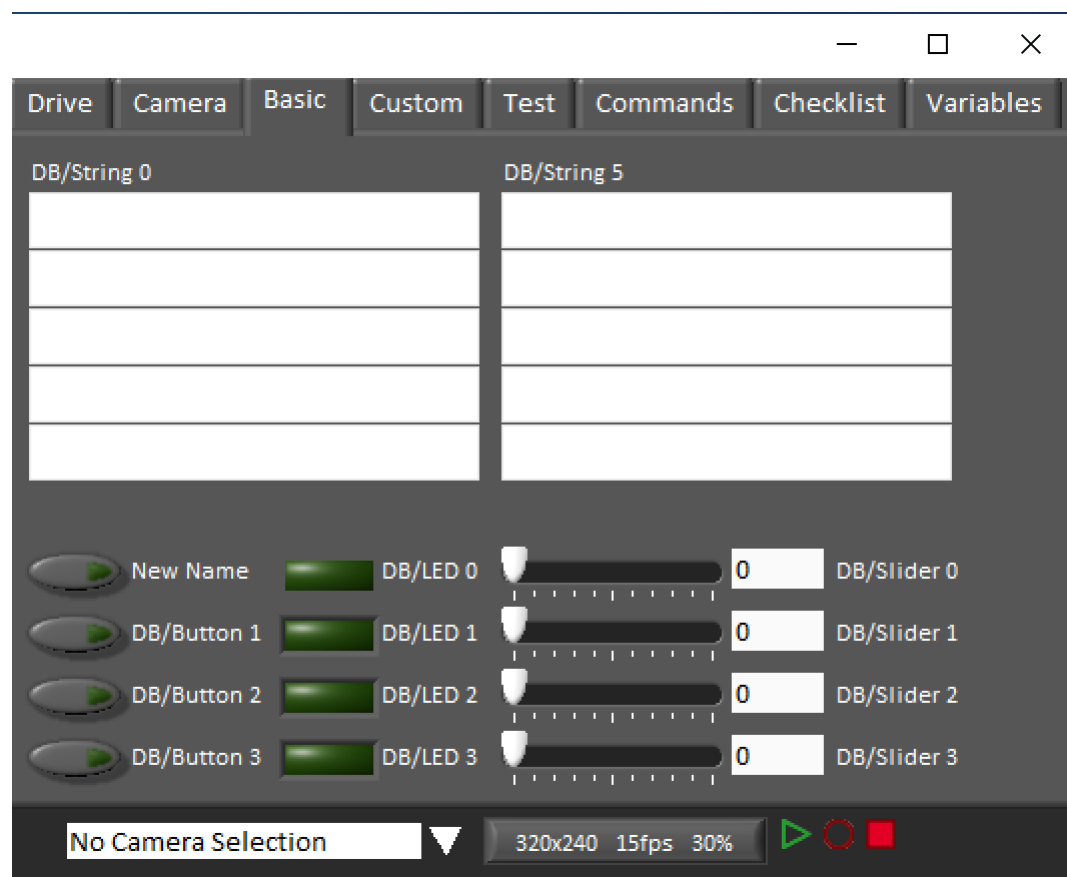 Drive Camera Basic Custom Test Commands Checklist Variables
DB/String 0 DB/String 5
New Name DB/LED 0 0 DB/Slider 0
DB/Button 1 DB/LED 1 0 DB/Slider 1
DB/Button 2 DB/LED 2 0 DB/Slider 2
DB/Button 3 DB/LED 3 0 DB/Slider 3
No Camera Selection 320x240 15fps 30%